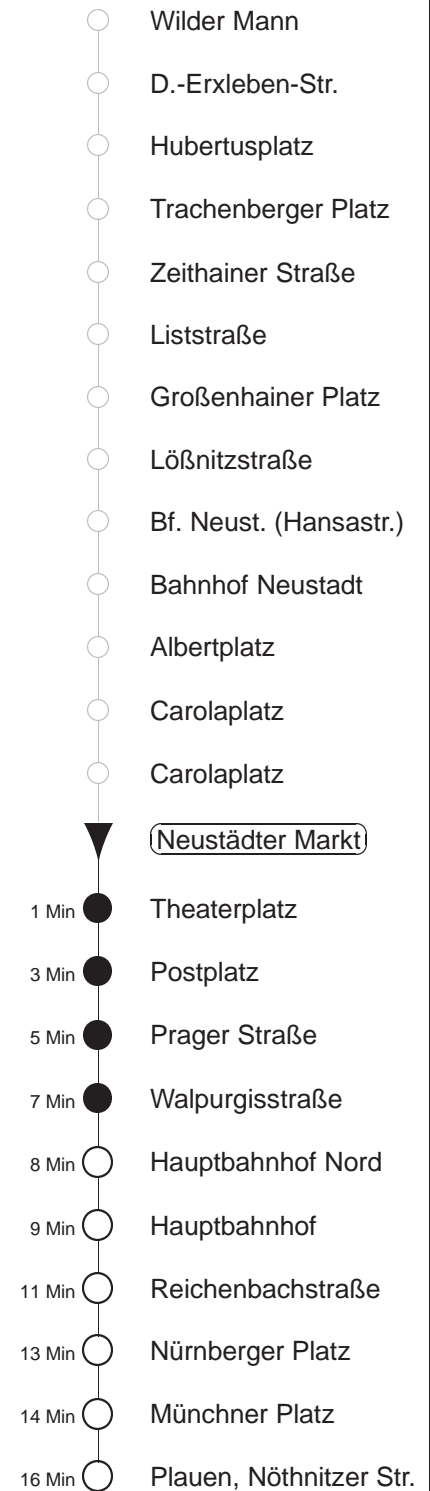 Wilder Mann
D.-Erxleben-Str.
Hubertusplatz
Trachenberger Platz
Zeithainer Straße
Liststraße
Großenhainer Platz
Lößnitzstraße
Bf. Neust. (Hansastr.)
Bahnhof Neustadt
Albertplatz
Carolaplatz
Carolaplatz
Neustädter Markt
1 Min Theaterplatz
3 Min Postplatz
5 Min Prager Straße
7 Min Walpurgisstraße
8 Min Hauptbahnhof Nord
9 Min Hauptbahnhof
11 Min Reichenbachstraße
13 Min Nürnberger Platz
14 Min Münchner Platz
16 Min Plauen, Nöthnitzer Str.